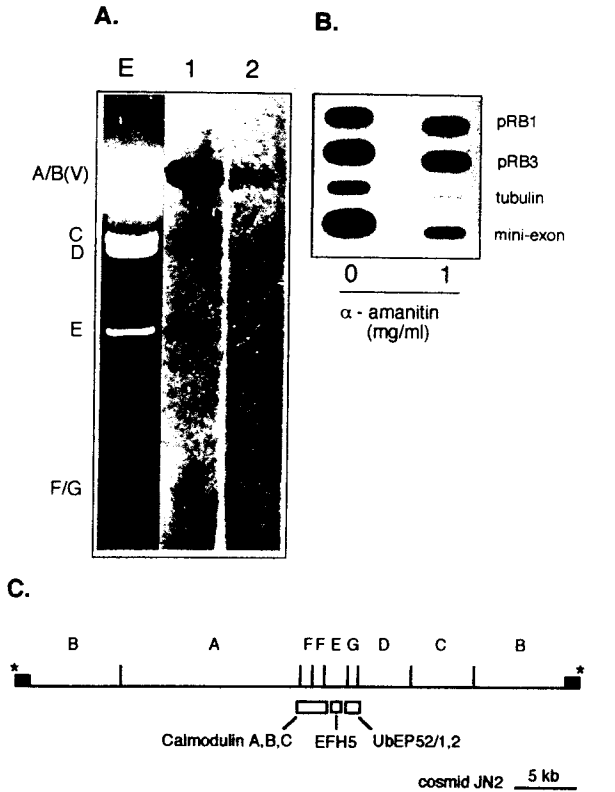 A.
E 1 2
A/B(V)
C
D
E
F/G
B.
pRB1
pRB3
tubulin
mini-exon
0 1
α - amanitin
(mg/ml)
C.
* B A F F E G D C B *
Calmodulin A,B,C EFH5 UbEP52/1,2
cosmid JN2 5 kb